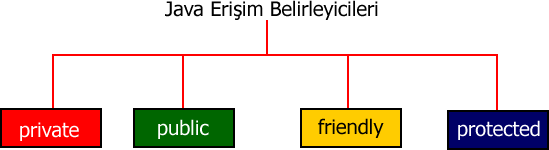 Java Erişim Belirleyicileri
private
public
friendly
protected